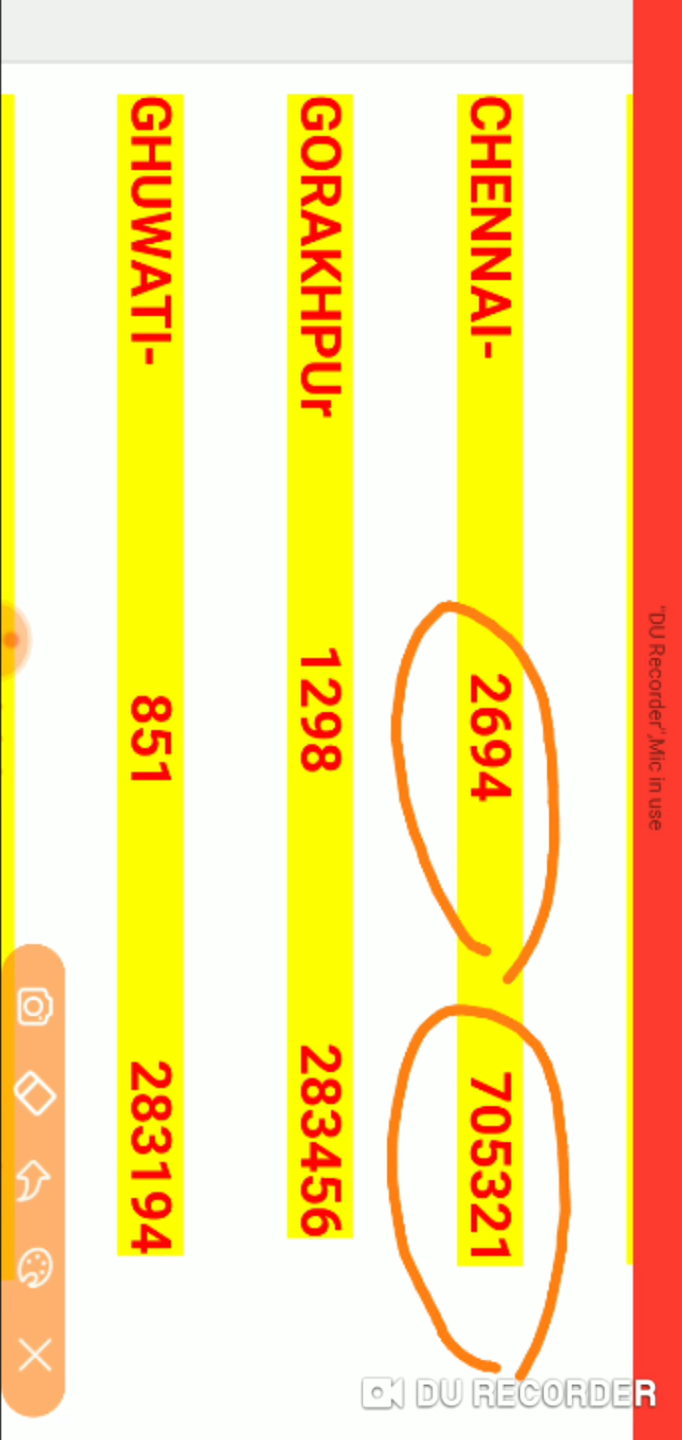 "DU Recorder",Mic in use
CHENNAI- 2694 705321
GORAKHPUr 1298 283456
GHUWATI- 851 283194
DU RECORDER